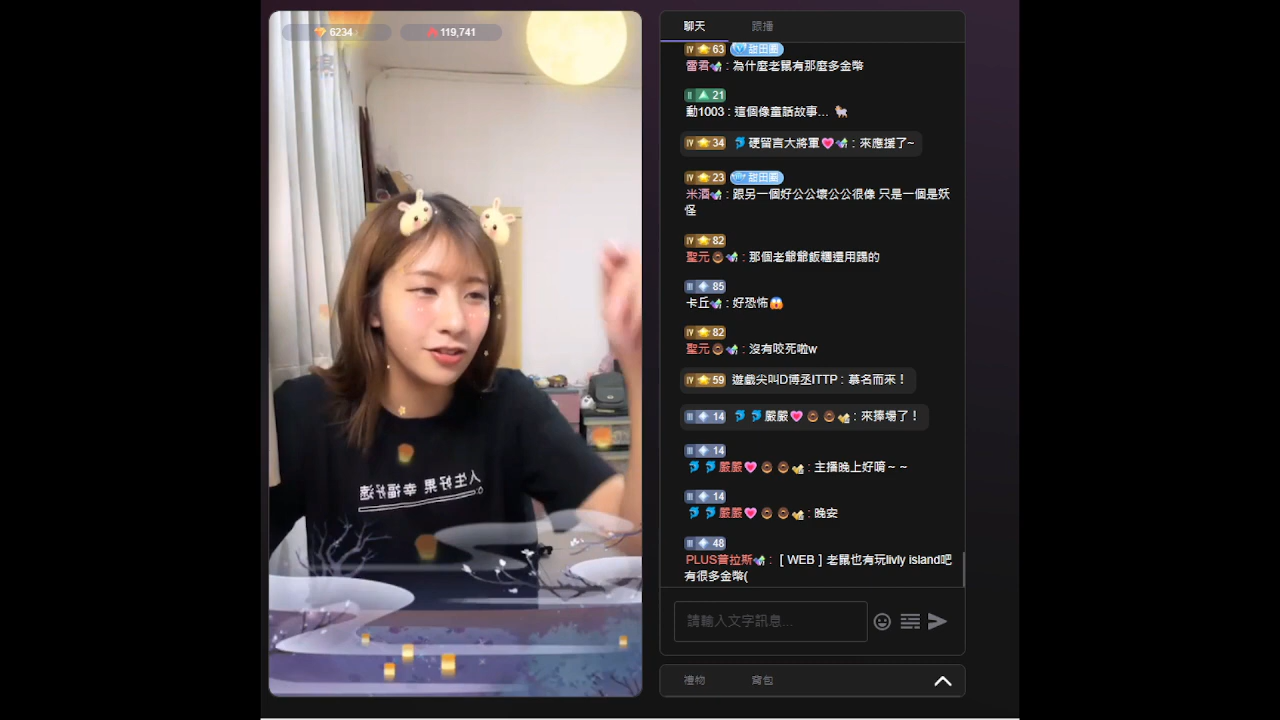 6234
119,741
浪
人生好累 幸福好遠
聊天
跟播
IV 63 甜甜圈
雷君：為什麼老鼠有那麼多金幣
II 21
動1003：這個像童話故事…
IV 34 硬留言大將軍：來應援了~
IV 23 甜甜圈
米酒：跟另一個好公公壞公公很像 只是一個是妖
怪
IV 82
聖元：那個老爺爺飯糰還用踢的
III 85
卡丘：好恐怖
IV 82
聖元：沒有咬死啦w
IV 59 遊戲尖叫D博丞ITTP：慕名而來！
III 14 嚴嚴：來捧場了！
III 14
嚴嚴：主播晚上好唷～～
III 14
嚴嚴：晚安
III 48
PLUS普拉斯：［WEB］老鼠也有玩livly island吧
有很多金幣(
請輸入文字訊息...
禮物
背包